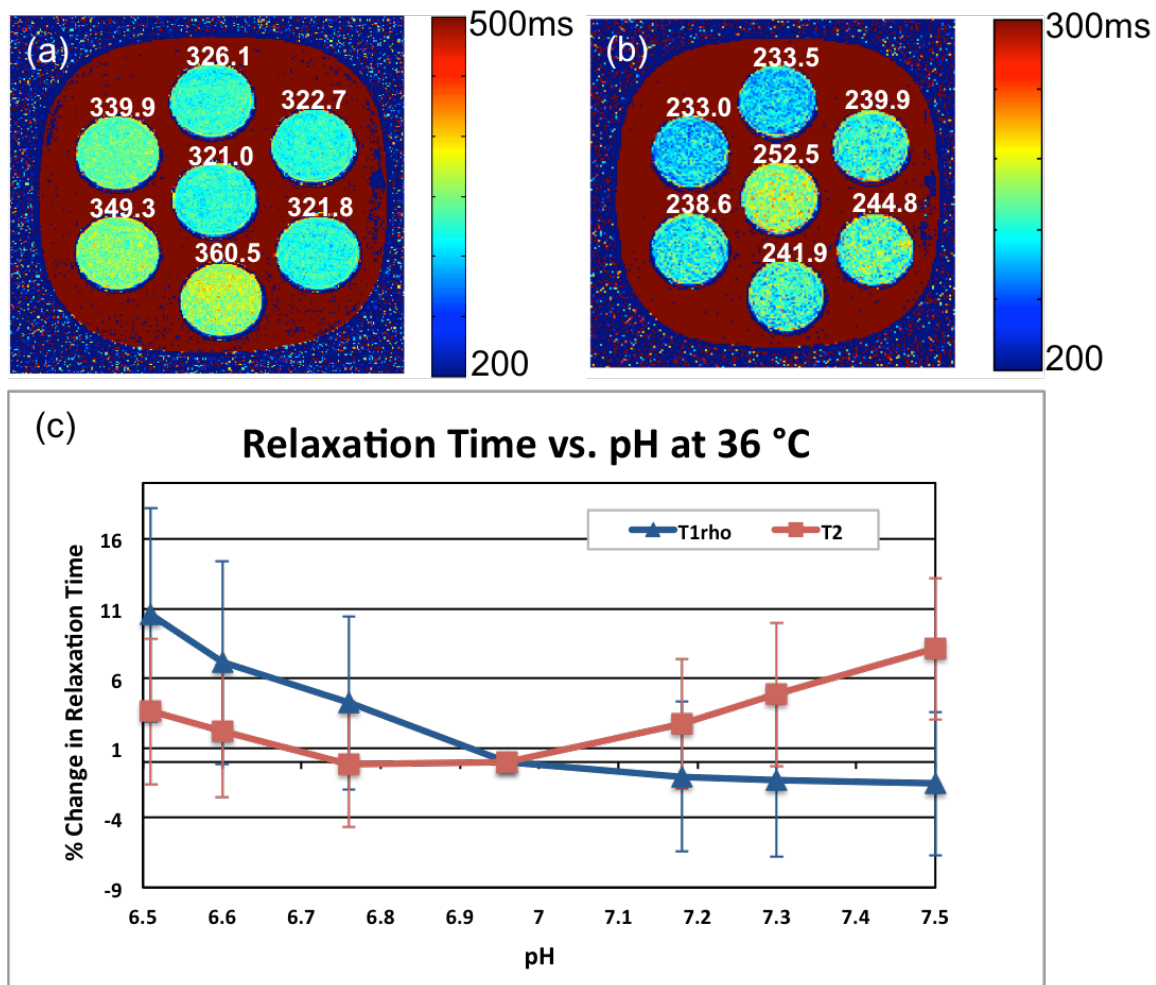 (a)
500ms
326.1
339.9
322.7
321.0
349.3
321.8
360.5
200
(b)
300ms
233.5
233.0
239.9
252.5
238.6
244.8
241.9
200
(c)
Relaxation Time vs. pH at 36 °C
T1rho
T2
% Change in Relaxation Time
16
11
6
1
-4
-9
6.5 6.6 6.7 6.8 6.9 7 7.1 7.2 7.3 7.4 7.5
pH